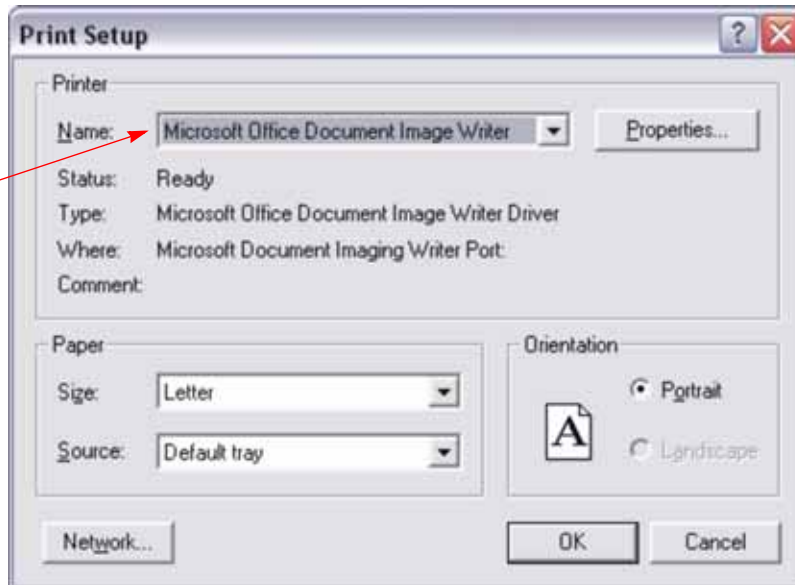 Print Setup
?
Printer
Name: Microsoft Office Document Image Writer Properties...
Status: Ready
Type: Microsoft Office Document Image Writer Driver
Where: Microsoft Document Imaging Writer Port:
Comment:
Paper
Size: Letter
Source: Default tray
Orientation
A
Portrait
Landscape
Network...
OK Cancel